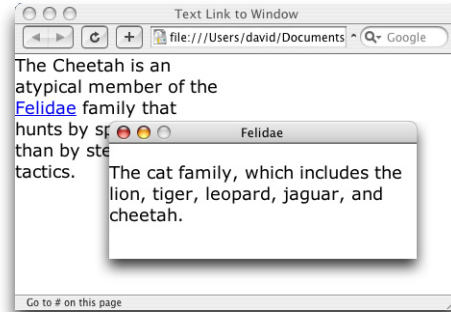 Text Link to Window
file:///Users/david/Documents
Google
The Cheetah is an
atypical member of the
Felidae family that
hunts by sp
than by ste
tactics.
Felidae
The cat family, which includes the
lion, tiger, leopard, jaguar, and
cheetah.
Go to # on this page